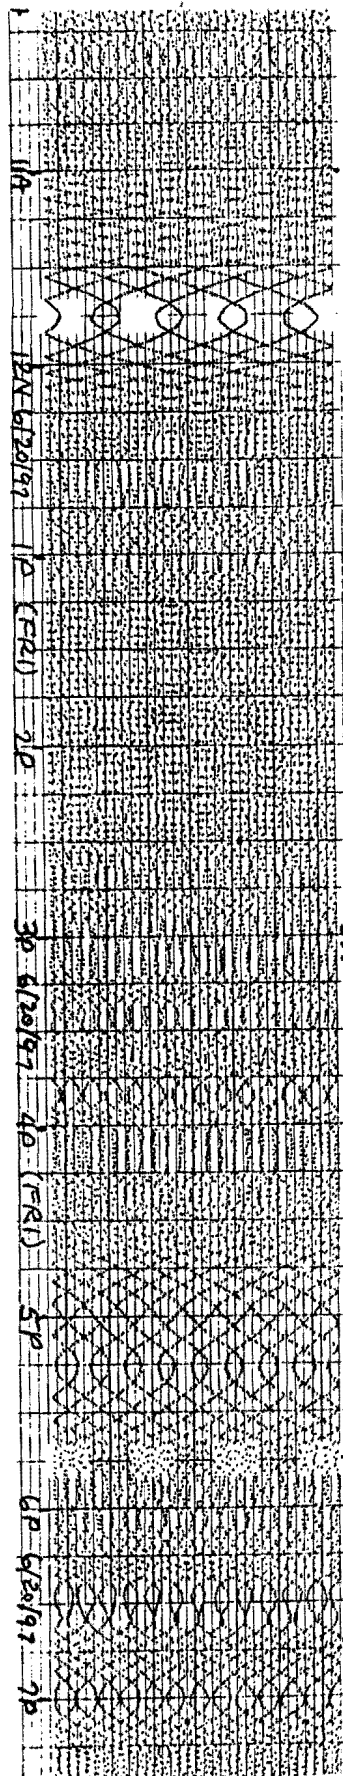 11A
12N 6/20/97
1P (FRI)
2P
3P 6/20/97
4P (FRI)
5P
6P 6/20/97
7P